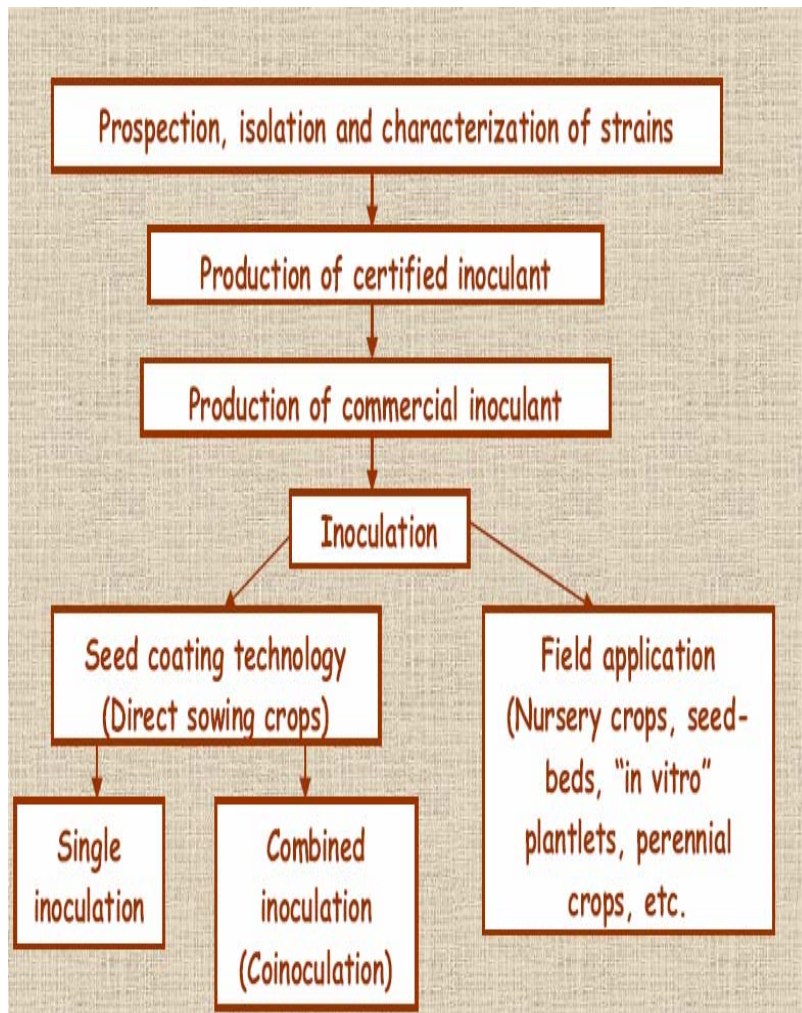 Prospection, isolation and characterization of strains
Production of certified inoculant
Production of commercial inoculant
Inoculation
Seed coating technology
(Direct sowing crops)
Field application
(Nursery crops, seed-
beds, “in vitro”
plantlets, perennial
crops, etc.
Single
inoculation
Combined
inoculation
(Coinoculation)